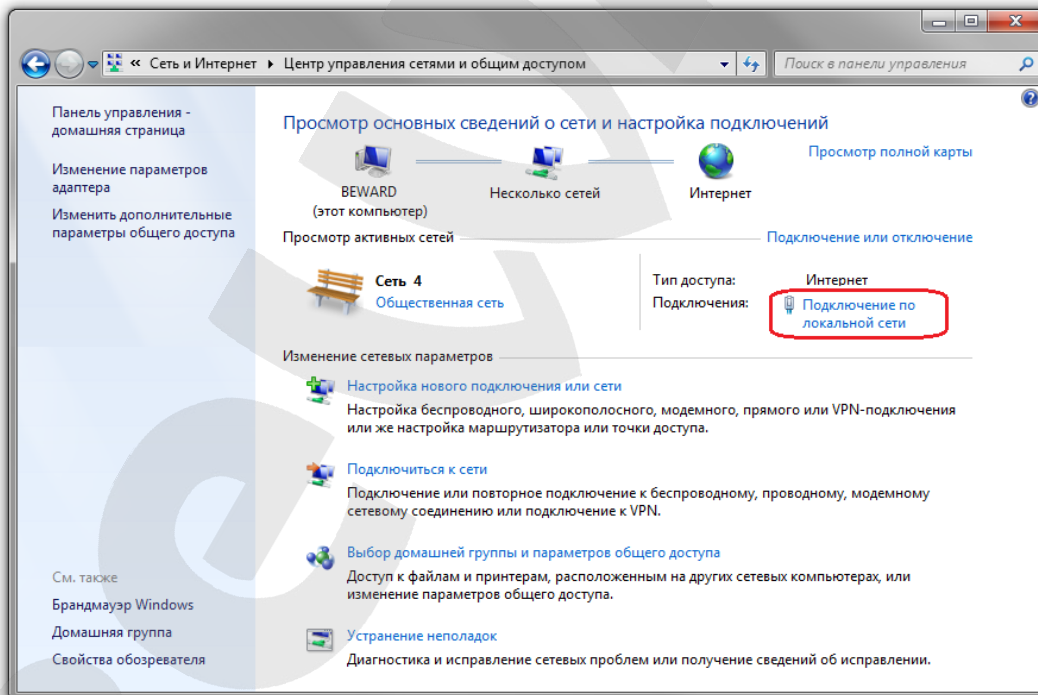 « Сеть и Интернет ▸ Центр управления сетями и общим доступом
Поиск в панели управления
Панель управления -
домашняя страница
Изменение параметров
адаптера
Изменить дополнительные
параметры общего доступа
См. также
Брандмауэр Windows
Домашняя группа
Свойства обозревателя
Просмотр основных сведений о сети и настройка подключений
Просмотр полной карты
BEWARD
(этот компьютер)
Несколько сетей
Интернет
Просмотр активных сетей
Подключение или отключение
Сеть 4
Общественная сеть
Тип доступа: Интернет
Подключения: Подключение по
локальной сети
Изменение сетевых параметров
Настройка нового подключения или сети
Настройка беспроводного, широкополосного, модемного, прямого или VPN-подключения
или же настройка маршрутизатора или точки доступа.
Подключиться к сети
Подключение или повторное подключение к беспроводному, проводному, модемному
сетевому соединению или подключение к VPN.
Выбор домашней группы и параметров общего доступа
Доступ к файлам и принтерам, расположенным на других сетевых компьютерах, или
изменение параметров общего доступа.
Устранение неполадок
Диагностика и исправление сетевых проблем или получение сведений об исправлении.